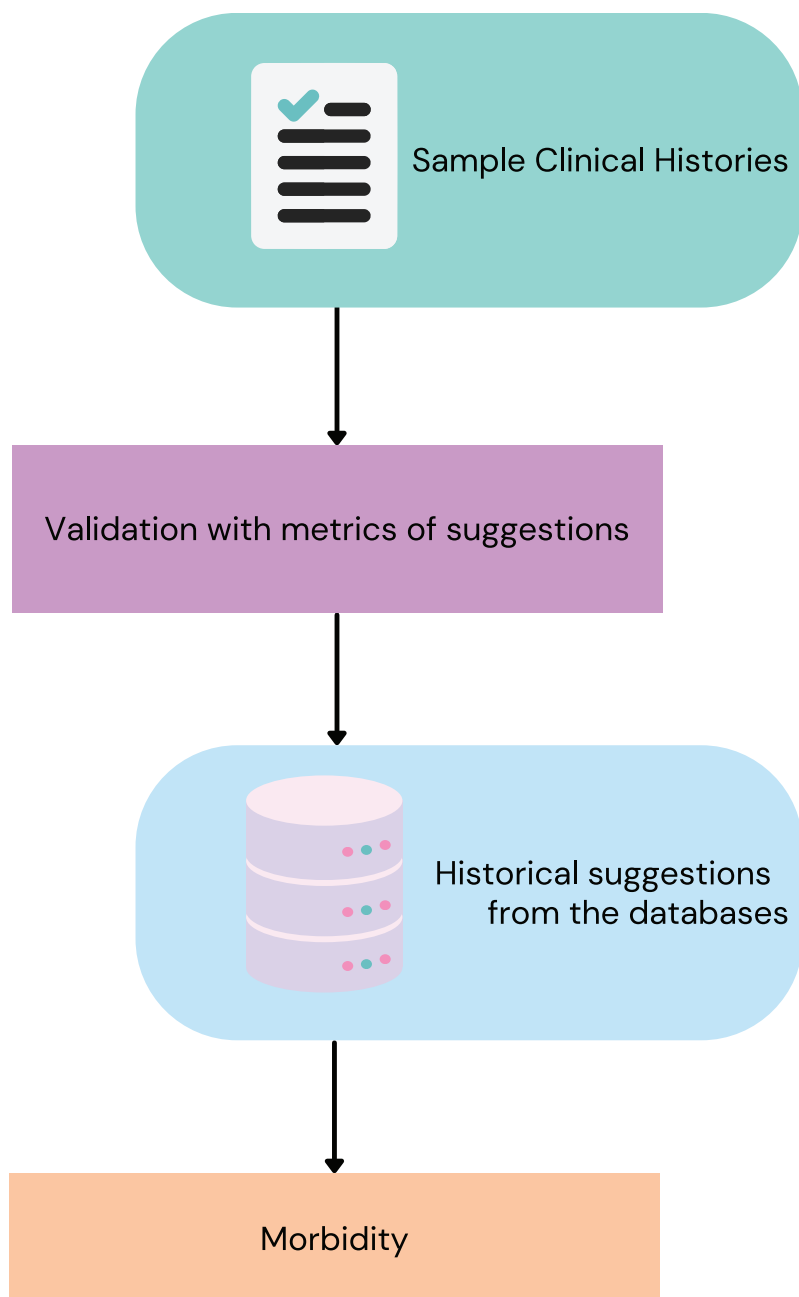 Sample Clinical Histories
Validation with metrics of suggestions
Historical suggestions
from the databases
Morbidity